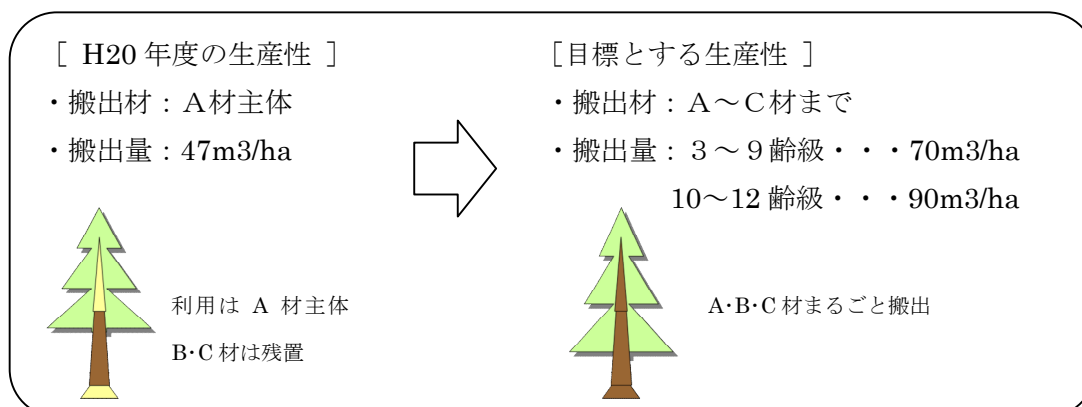 ［ H20 年度の生産性 ］
・搬出材：Ａ材主体
・搬出量：47m3/ha
利用は A 材主体
B･C 材は残置
［目標とする生産性 ］
・搬出材：Ａ～Ｃ材まで
・搬出量：３～９齢級・・・70m3/ha
10～12 齢級・・・90m3/ha
A･B･C 材まるごと搬出